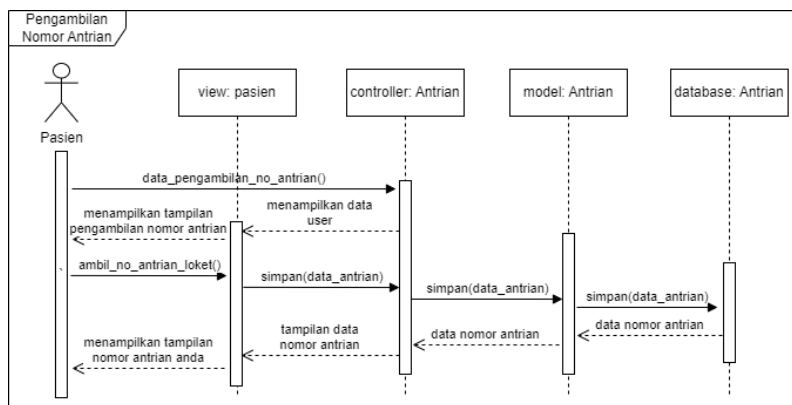 Pengambilan
Nomor Antrian
view: pasien
controller: Antrian
model: Antrian
database: Antrian
Pasien
data_pengambilan_no_antrian()
menampilkan data
user
menampilkan tampilan
pengambilan nomor antrian
ambil_no_antrian_loket()
simpan(data_antrian)
simpan(data_antrian)
simpan(data_antrian)
data nomor antrian
data nomor antrian
tampilan data
nomor antrian
menampilkan tampilan
nomor antrian anda